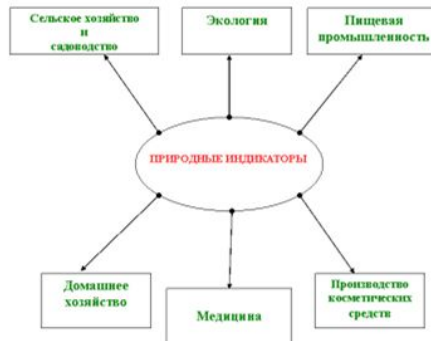 Сельское хозяйство
и
садоводство
Экология
Пищевая
промышленность
ПРИРОДНЫЕ ИНДИКАТОРЫ
Домашнее
хозяйство
Медицина
Производство
косметических
средств